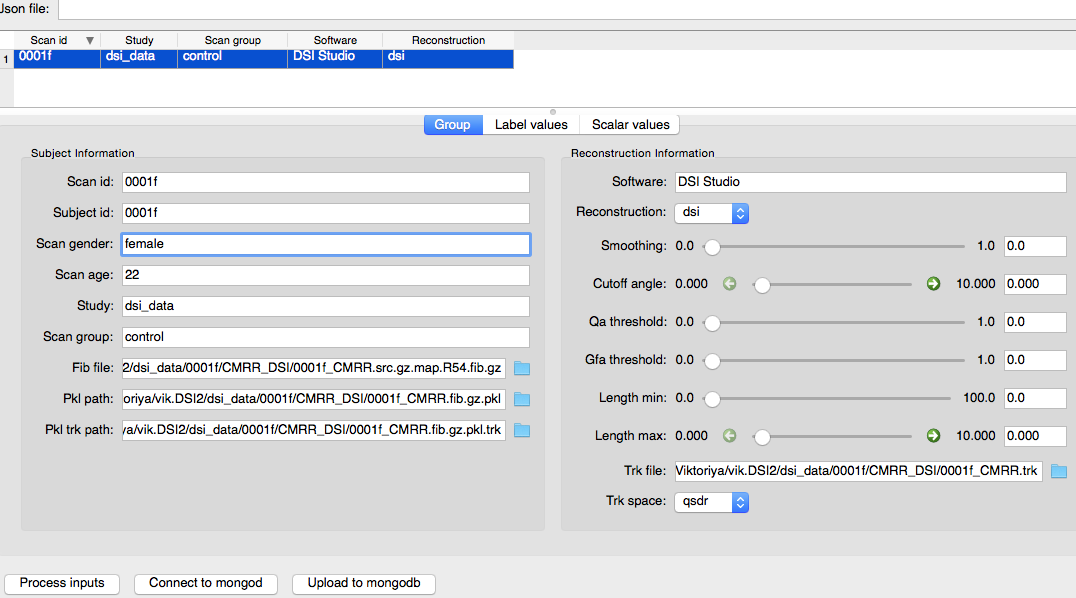 Json file:
Scan id ▼ Study Scan group Software Reconstruction
1 0001f dsi_data control DSI Studio dsi
Group Label values Scalar values
Subject Information
Scan id: 0001f
Subject id: 0001f
Scan gender: female
Scan age: 22
Study: dsi_data
Scan group: control
Fib file: 2/dsi_data/0001f/CMRR_DSI/0001f_CMRR.src.gz.map.R54.fib.gz
Pkl path: oriya/vik.DSI2/dsi_data/0001f/CMRR_DSI/0001f_CMRR.fib.gz.pkl
Pkl trk path: ya/vik.DSI2/dsi_data/0001f/CMRR_DSI/0001f_CMRR.fib.gz.pkl.trk
Reconstruction Information
Software: DSI Studio
Reconstruction: dsi
Smoothing: 0.0 1.0 0.0
Cutoff angle: 0.000 10.000 0.000
Qa threshold: 0.0 1.0 0.0
Gfa threshold: 0.0 1.0 0.0
Length min: 0.0 100.0 0.0
Length max: 0.000 10.000 0.000
Trk file: Viktoriya/vik.DSI2/dsi_data/0001f/CMRR_DSI/0001f_CMRR.trk
Trk space: qsdr
Process inputs Connect to mongod Upload to mongodb